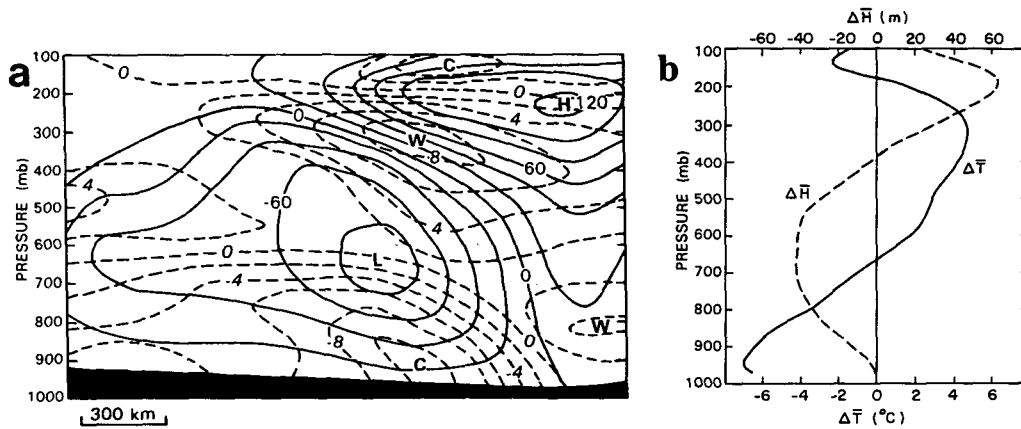 a
PRESSURE (mb)
100
200
300
400
500
600
700
800
900
1000
0
C
0
H 120
4
0
W
8
60
4
-60
4
0
L
0
-4
W
-8
0
C
-4
300 km
b
ΔH̅ (m)
-60 -40 -20 0 20 40 60
PRESSURE (mb)
100
200
300
400
500
600
700
800
900
1000
ΔH̅
ΔT̅
-6 -4 -2 0 2 4 6
ΔT̅ (°C)